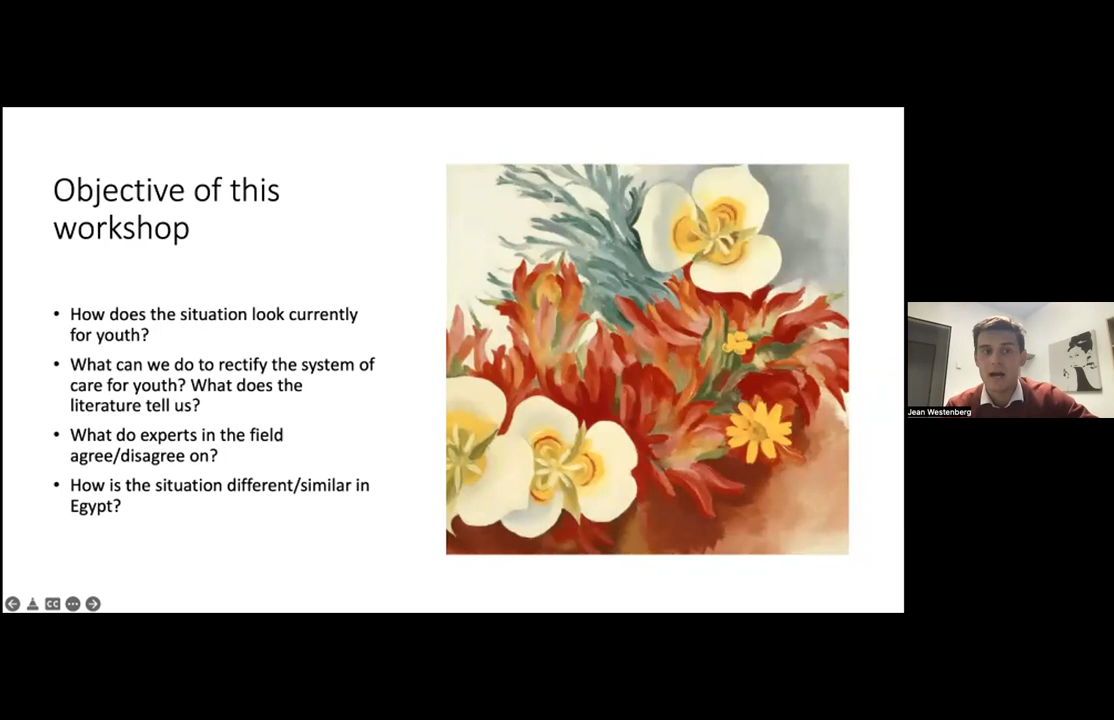 Objective of this
workshop
• How does the situation look currently
for youth?
• What can we do to rectify the system of
care for youth? What does the
literature tell us?
• What do experts in the field
agree/disagree on?
• How is the situation different/similar in
Egypt?
CC
Jean Westenberg